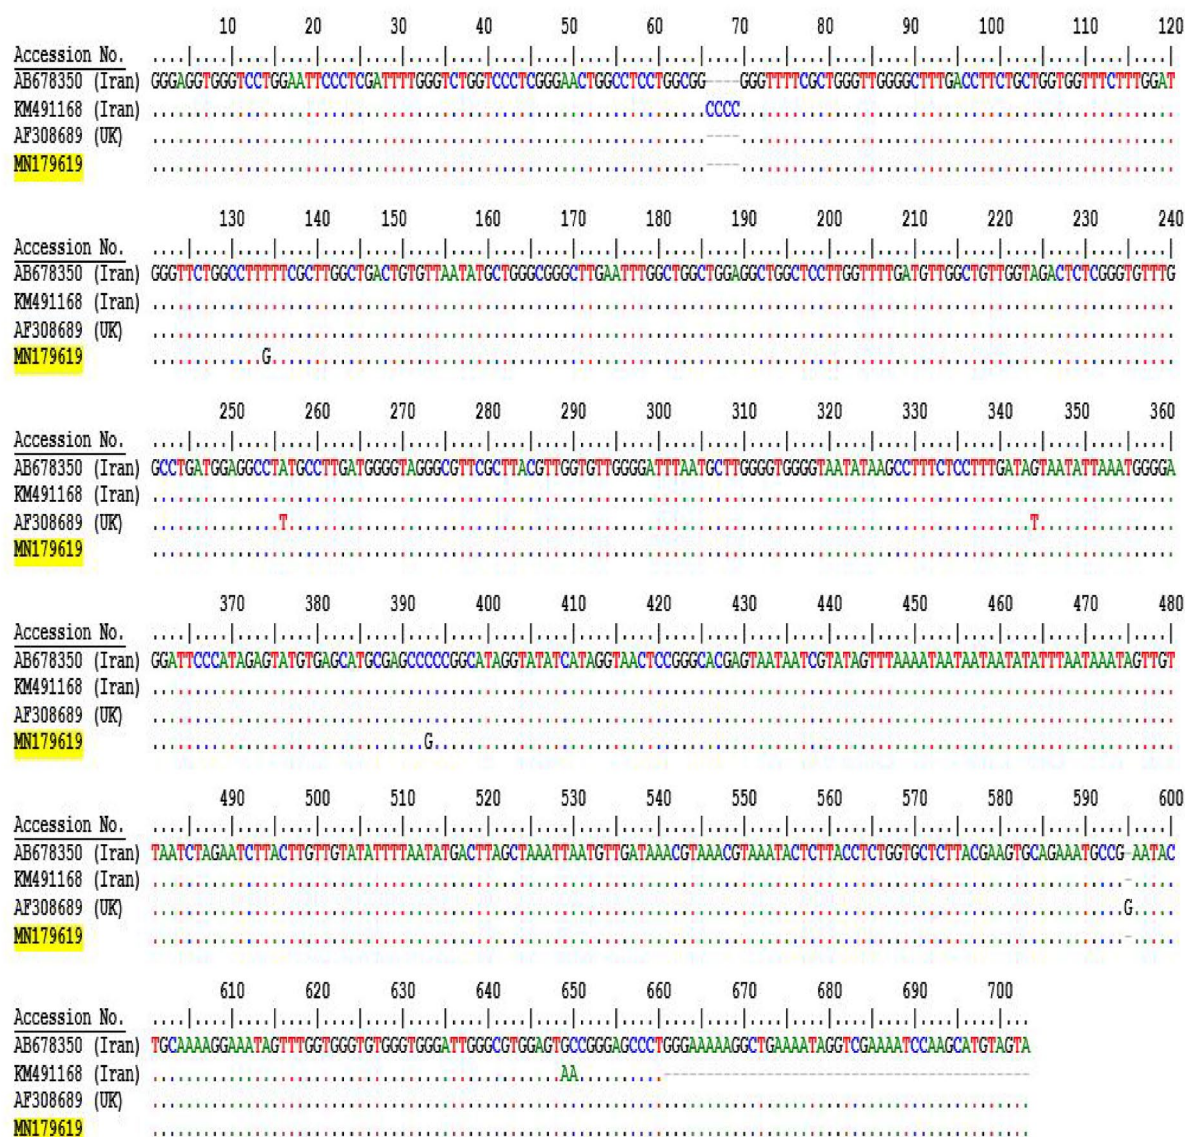 10 20 30 40 50 60 70 80 90 100 110 120
Accession No. ....|....|....|....|....|....|....|....|....|....|....|....|....|....|....|....|....|....|....|....|....|....|....|....|
AB678350 (Iran) GGGAGGTGGGTCCTGGAATTCCCTCGATTTTGGGTCTGGTCCCTCGGGAACTGGCCTCCTGGCGG----GGGTTTTCGCTGGGTTGGGGCTTTGACCTTCTGCTGGTGGTTTCTTTGGAT
KM491168 (Iran) .................................................................CCCC...................................................
AF308689 (UK) .................................................................----...................................................
MN179619 .................................................................----...................................................
130 140 150 160 170 180 190 200 210 220 230 240
Accession No. ....|....|....|....|....|....|....|....|....|....|....|....|....|....|....|....|....|....|....|....|....|....|....|....|
AB678350 (Iran) GGGTTCTGGCCTTTTTCGCTTGGCTGACTGTGTTAATATGCTGGGCGGGCTTGAATTTGGCTGGCTGGAGGCTGGCTCCTTGGTTTTGATGTTGGCTGTTGGTAGACTCTCGGGTGTTTG
KM491168 (Iran) ........................................................................................................................
AF308689 (UK) ........................................................................................................................
MN179619 .............G..........................................................................................................
250 260 270 280 290 300 310 320 330 340 350 360
Accession No. ....|....|....|....|....|....|....|....|....|....|....|....|....|....|....|....|....|....|....|....|....|....|....|....|
AB678350 (Iran) GCCTGATGGAGGCCTATGCCTTGATGGGGTAGGGCGTTCGCTTACGTTGGTGTTGGGGATTTAATGCTTGGGGTGGGGTAATATAAGCCTTTCTCCTTTGATAGTAATATTAAATGGGGA
KM491168 (Iran) ........................................................................................................................
AF308689 (UK) ...............T.......................................................................................T................
MN179619 ........................................................................................................................
370 380 390 400 410 420 430 440 450 460 470 480
Accession No. ....|....|....|....|....|....|....|....|....|....|....|....|....|....|....|....|....|....|....|....|....|....|....|....|
AB678350 (Iran) GGATTCCCATAGAGTATGTGAGCATGCGAGCCCCCGGCATAGGTATATCATAGGTAACTCCGGGCACGAGTAATAATCGTATAGTTTAAAATAATAATAATATATTTAATAAATAGTTGT
KM491168 (Iran) ........................................................................................................................
AF308689 (UK) ........................................................................................................................
MN179619 ................................G.......................................................................................
490 500 510 520 530 540 550 560 570 580 590 600
Accession No. ....|....|....|....|....|....|....|....|....|....|....|....|....|....|....|....|....|....|....|....|....|....|....|....|
AB678350 (Iran) TAATCTAGAATCTTACTTGTTGTATATTTTAATATGACTTAGCTAAATTAATGTTGATAAACGTAAACGTAAATACTCTTACCTCTGGTGCTCTTACGAAGTGCAGAAATGCCG-AATAC
KM491168 (Iran) ..................................................................................................................-.....
AF308689 (UK) ..................................................................................................................G.....
MN179619 ..................................................................................................................-.....
610 620 630 640 650 660 670 680 690 700
Accession No. ....|....|....|....|....|....|....|....|....|....|....|....|....|....|....|....|....|....|....|....|...
AB678350 (Iran) TGCAAAAGGAAATAGTTTGGTGGGTGTGGGTGGGATTGGGCGTGGAGTGCCGGGAGCCCTGGGAAAAAGGCTGAAAATAGGTCGAAAATCCAAGCATGTAGTA
KM491168 (Iran) ................................................AA..........-------------------------------------------
AF308689 (UK) .......................................................................................................
MN179619 .......................................................................................................